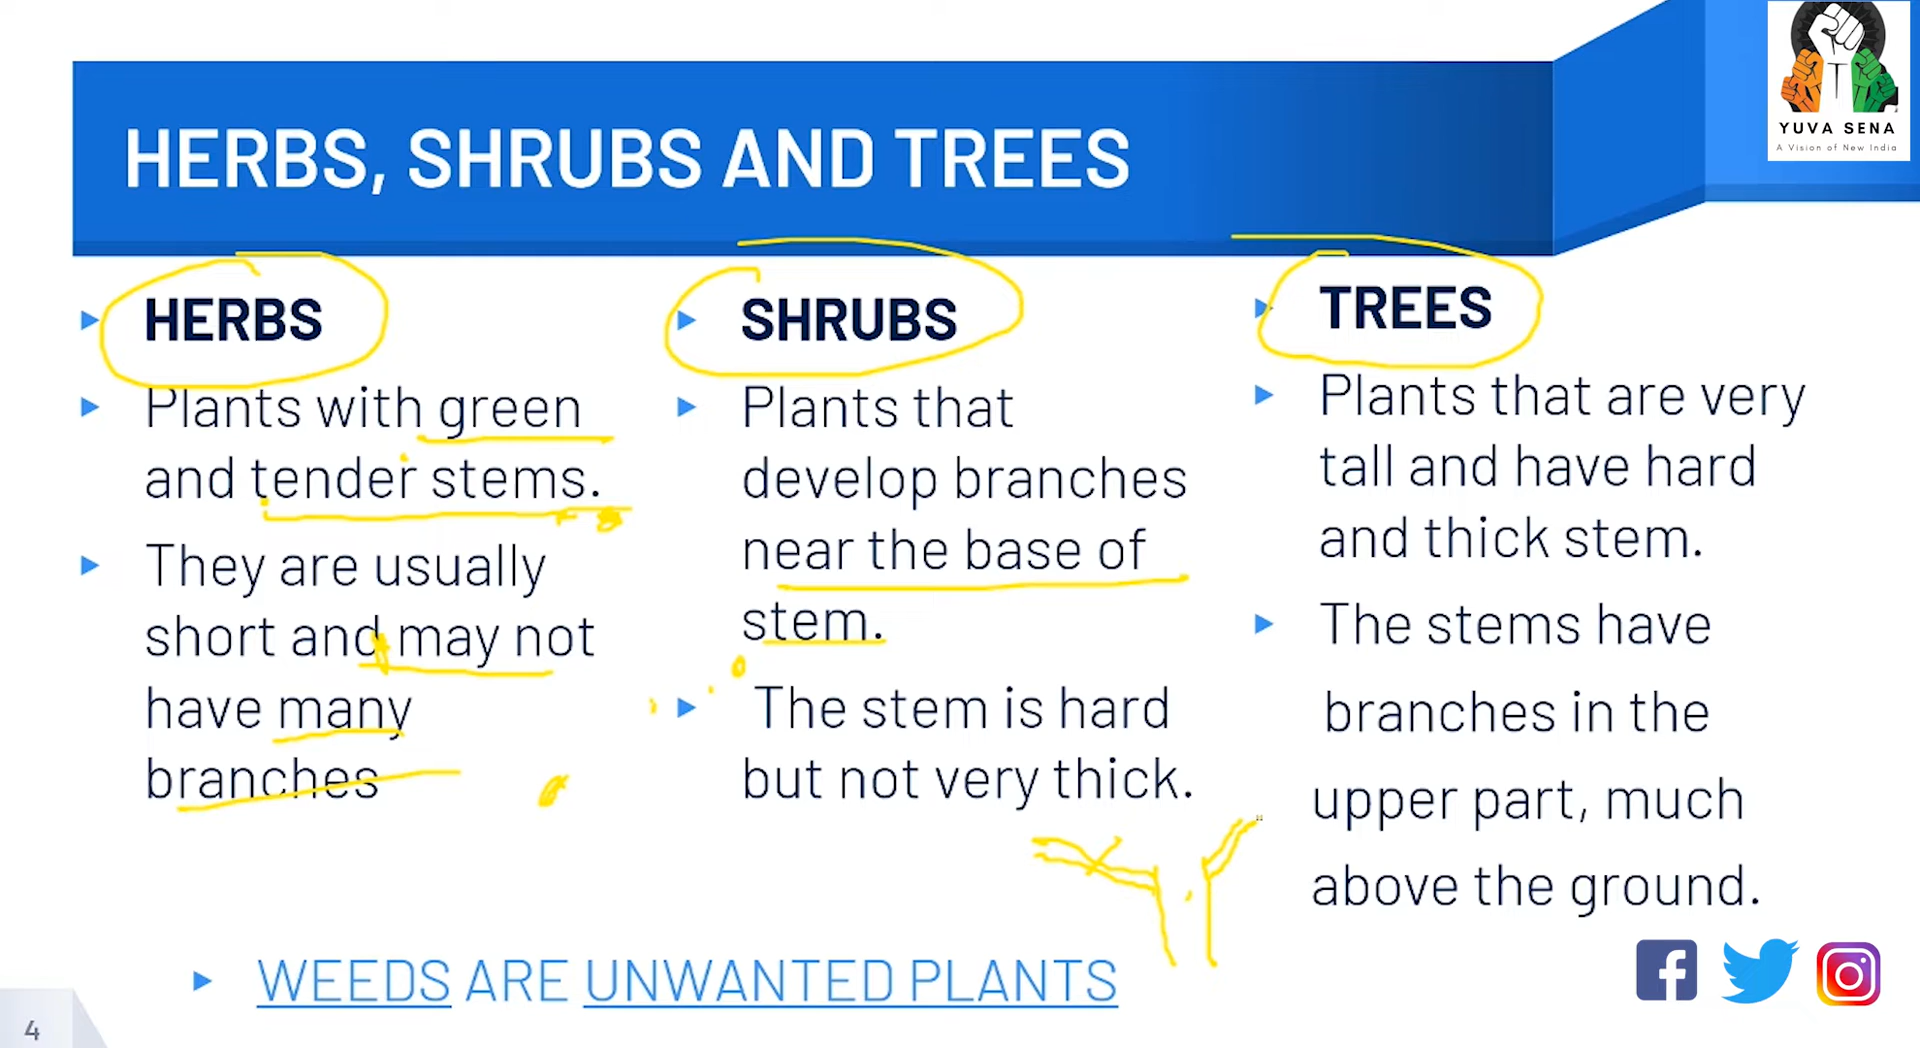 YUVA SENA
A Vision of New India
HERBS, SHRUBS AND TREES
HERBS
Plants with green
and tender stems.
They are usually
short and may not
have many
branches
SHRUBS
Plants that
develop branches
near the base of
stem.
The stem is hard
but not very thick.
TREES
Plants that are very
tall and have hard
and thick stem.
The stems have
branches in the
upper part, much
above the ground.
WEEDS ARE UNWANTED PLANTS
4